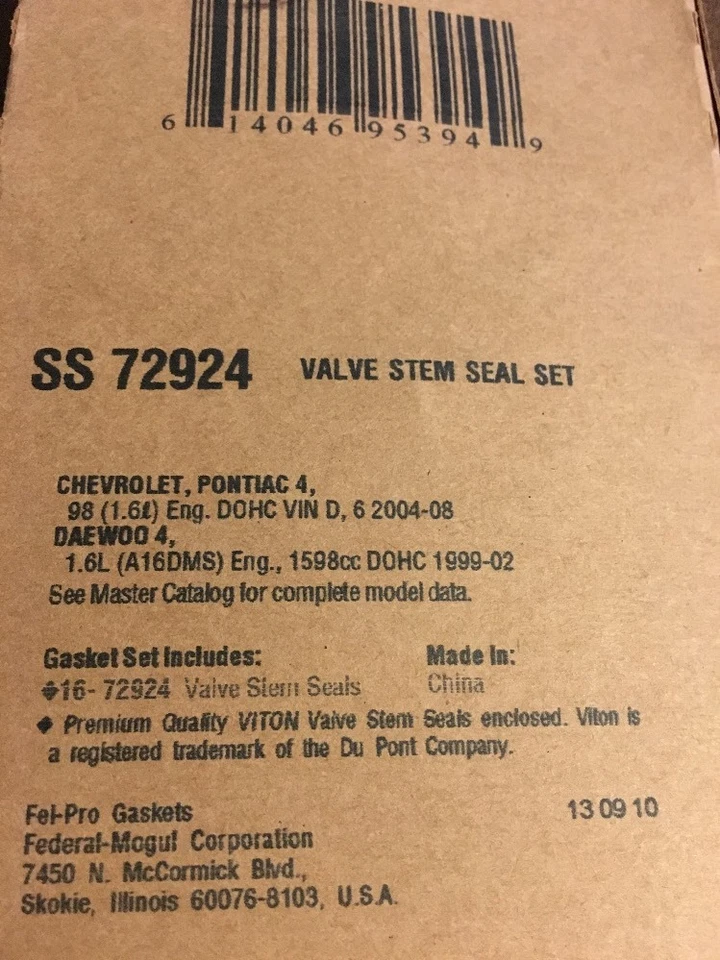 6 14046 95394 9
SS 72924 VALVE STEM SEAL SET
CHEVROLET, PONTIAC 4,
98 (1.6ℓ) Eng. DOHC VIN D, 6 2004-08
DAEWOO 4,
1.6L (A16DMS) Eng., 1598cc DOHC 1999-02
See Master Catalog for complete model data.
Gasket Set Includes: Made In:
◆16- 72924 Valve Stem Seals China
◆ Premium Quality VITON Valve Stem Seals enclosed. Viton is
a registered trademark of the Du Pont Company.
Fel-Pro Gaskets 13 09 10
Federal-Mogul Corporation
7450 N. McCormick Blvd.,
Skokie, Illinois 60076-8103, U.S.A.